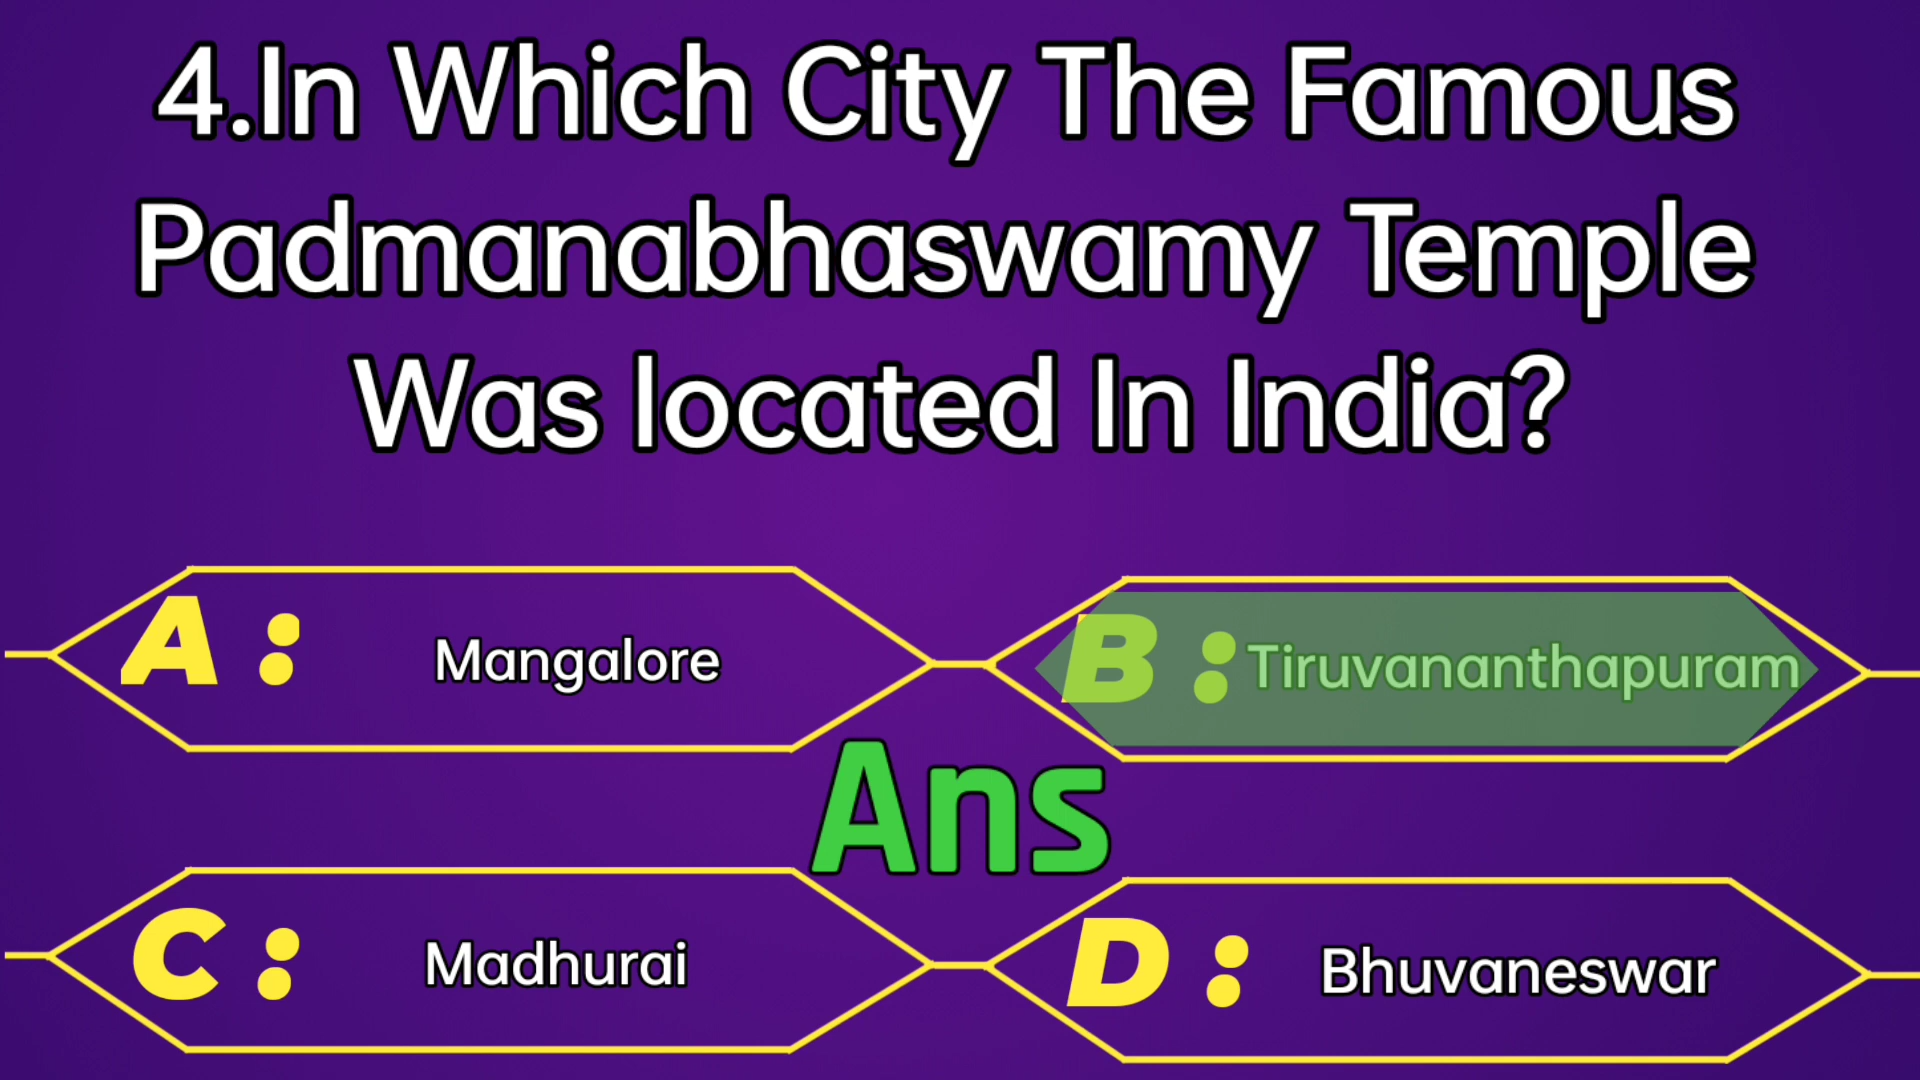 4.In Which City The Famous
Padmanabhaswamy Temple
Was located In India?
A : Mangalore
B : Tiruvananthapuram
Ans
C : Madhurai
D : Bhuvaneswar